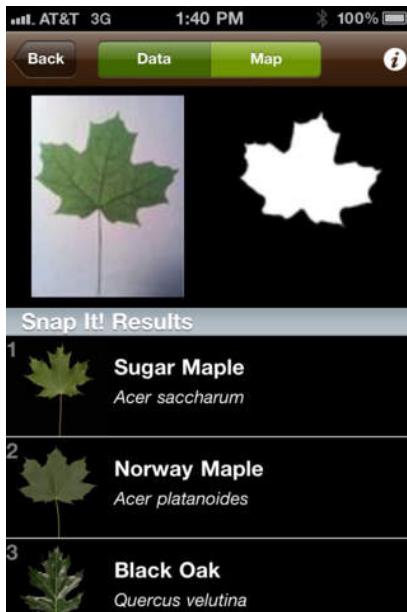 AT&T 3G 1:40 PM 100%
Back Data Map i
Snap It! Results
1
Sugar Maple
Acer saccharum
2
Norway Maple
Acer platanoides
3
Black Oak
Quercus velutina